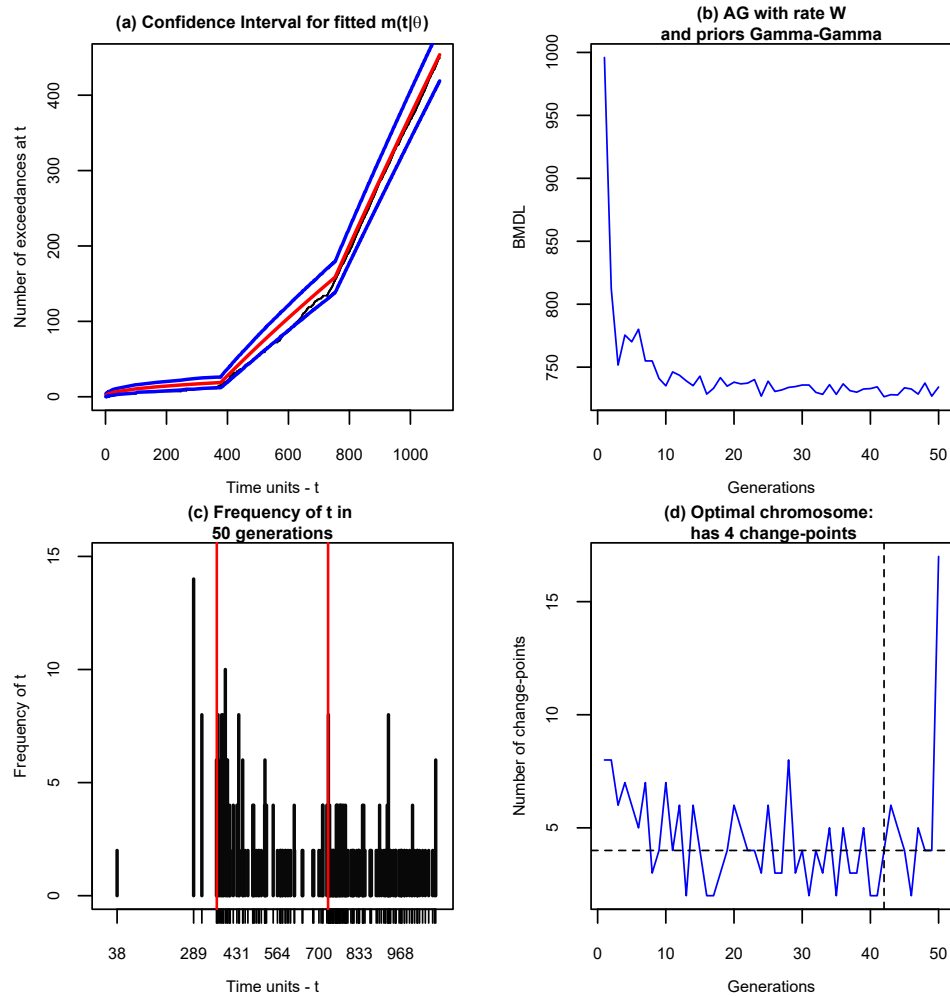 (a) Confidence Interval for fitted m(t|θ)
Number of exceedances at t
400
300
200
100
0
0 200 400 600 800 1000
Time units - t
(b) AG with rate W
and priors Gamma-Gamma
BMDL
1000
950
900
850
800
750
0 10 20 30 40 50
Generations
(c) Frequency of t in
50 generations
Frequency of t
15
10
5
0
38 289 431 564 700 833 968
Time units - t
(d) Optimal chromosome:
has 4 change-points
Number of change-points
15
10
5
0 10 20 30 40 50
Generations